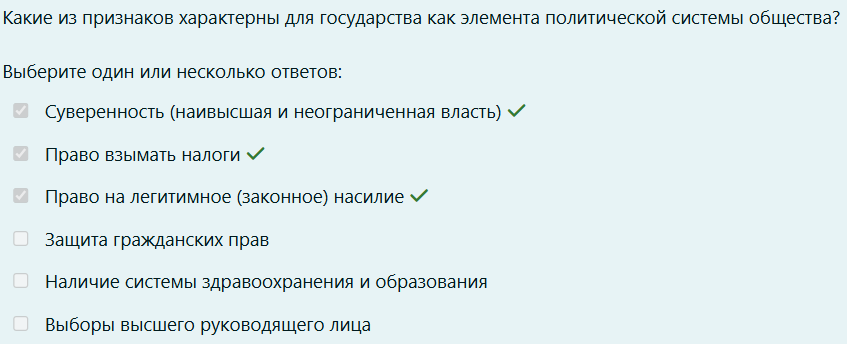 Какие из признаков характерны для государства как элемента политической системы общества?
Выберите один или несколько ответов:
Суверенность (наивысшая и неограниченная власть)
Право взымать налоги
Право на легитимное (законное) насилие
Защита гражданских прав
Наличие системы здравоохранения и образования
Выборы высшего руководящего лица